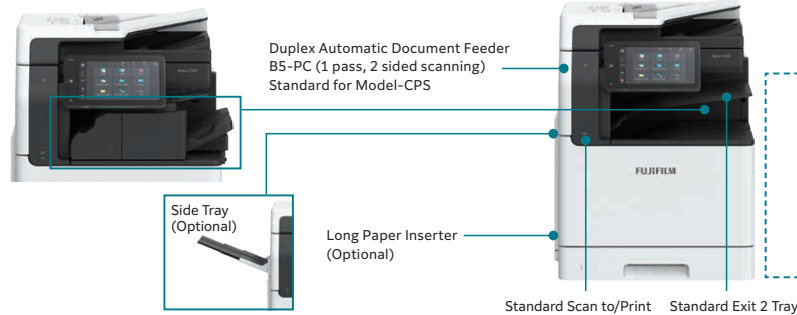 Duplex Automatic Document Feeder
B5-PC (1 pass, 2 sided scanning)
Standard for Model-CPS
FUJIFILM
Side Tray
(Optional)
Long Paper Inserter
(Optional)
Standard Scan to/Print
Standard Exit 2 Tray